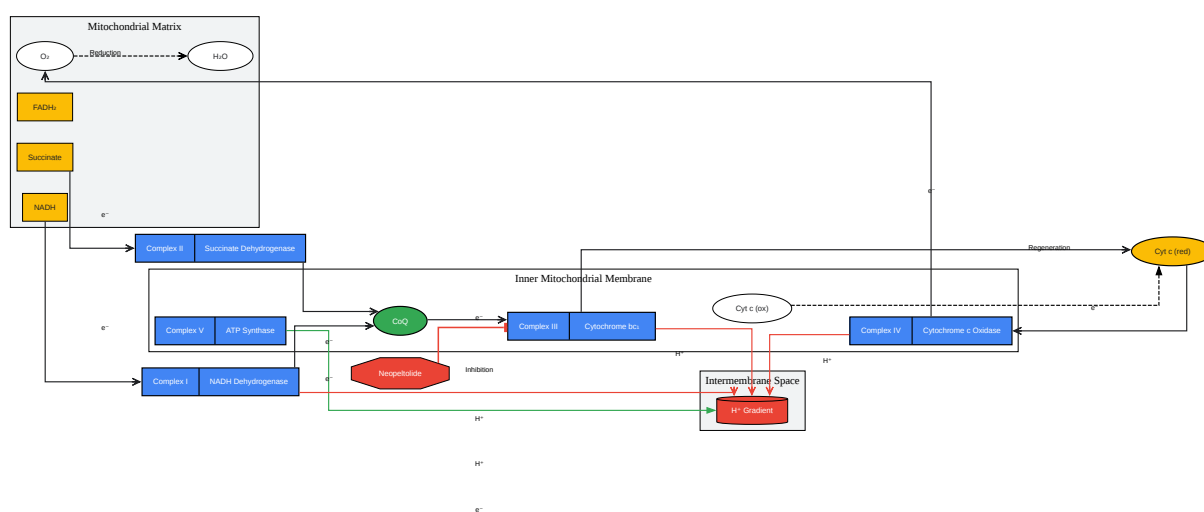 Mitochondrial Matrix
O₂
Reduction
H₂O
FADH₂
Succinate
NADH
e⁻
e⁻
Complex II
Succinate Dehydrogenase
Regeneration
Cyt c (red)
Inner Mitochondrial Membrane
Cyt c (ox)
e⁻
e⁻
Complex V
ATP Synthase
CoQ
e⁻
Complex III
Cytochrome bc₁
Complex IV
Cytochrome c Oxidase
e⁻
H⁺
H⁺
Complex I
NADH Dehydrogenase
e⁻
Neopeltolide
Inhibition
Intermembrane Space
H⁺ Gradient
H⁺
H⁺
e⁻